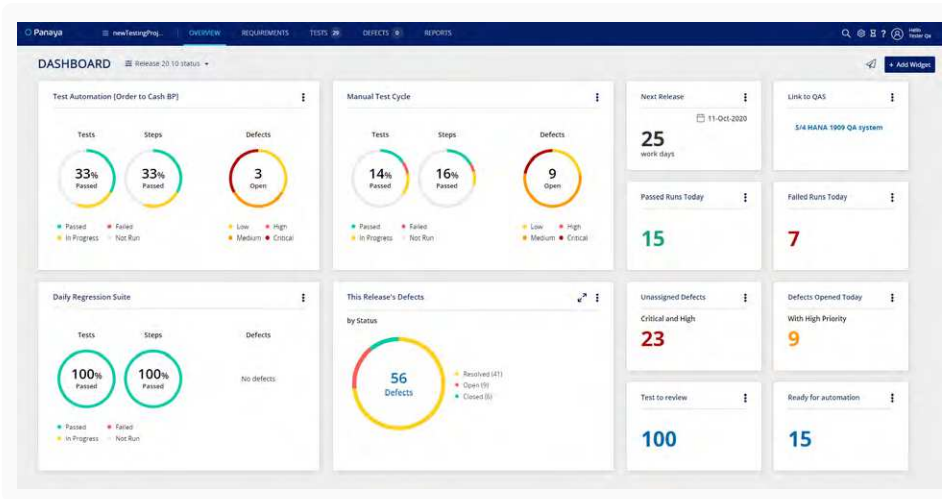 Panaya
newTestingProj...
OVERVIEW
REQUIREMENTS
TESTS 29
DEFECTS 9
REPORTS
Hello
Tester Qa
DASHBOARD
Release 20.10 status
+ Add Widget
Test Automation (Order to Cash BP)
Tests
Steps
Defects
33%
Passed
33%
Passed
3
Open
Passed
Failed
In Progress
Not Run
Low
High
Medium
Critical
Manual Test Cycle
Tests
Steps
Defects
14%
Passed
16%
Passed
9
Open
Passed
Failed
In Progress
Not Run
Low
High
Medium
Critical
Next Release
11-Oct-2020
25
work days
Link to QAS
S/4 HANA 1909 QA system
Passed Runs Today
15
Failed Runs Today
7
Daily Regression Suite
Tests
Steps
Defects
100%
Passed
100%
Passed
No defects
Passed
Failed
In Progress
Not Run
This Release's Defects
by Status
56
Defects
Resolved (41)
Open (9)
Closed (6)
Unassigned Defects
Critical and High
23
Defects Opened Today
With High Priority
9
Test to review
100
Ready for automation
15